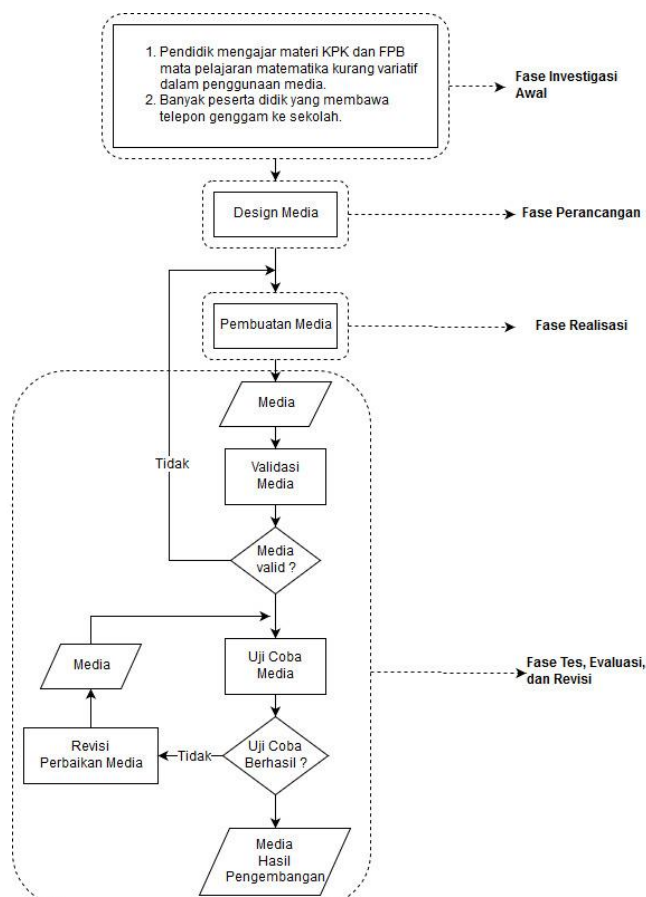 1. Pendidik mengajar materi KPK dan FPB
mata pelajaran matematika kurang variatif
dalam penggunaan media.
2. Banyak peserta didik yang membawa
telepon genggam ke sekolah.
Fase Investigasi
Awal
Design Media
Fase Perancangan
Pembuatan Media
Fase Realisasi
Media
Tidak
Validasi
Media
Media
valid ?
Media
Uji Coba
Media
Fase Tes, Evaluasi,
dan Revisi
Revisi
Perbaikan Media
Tidak
Uji Coba
Berhasil ?
Media
Hasil
Pengembangan